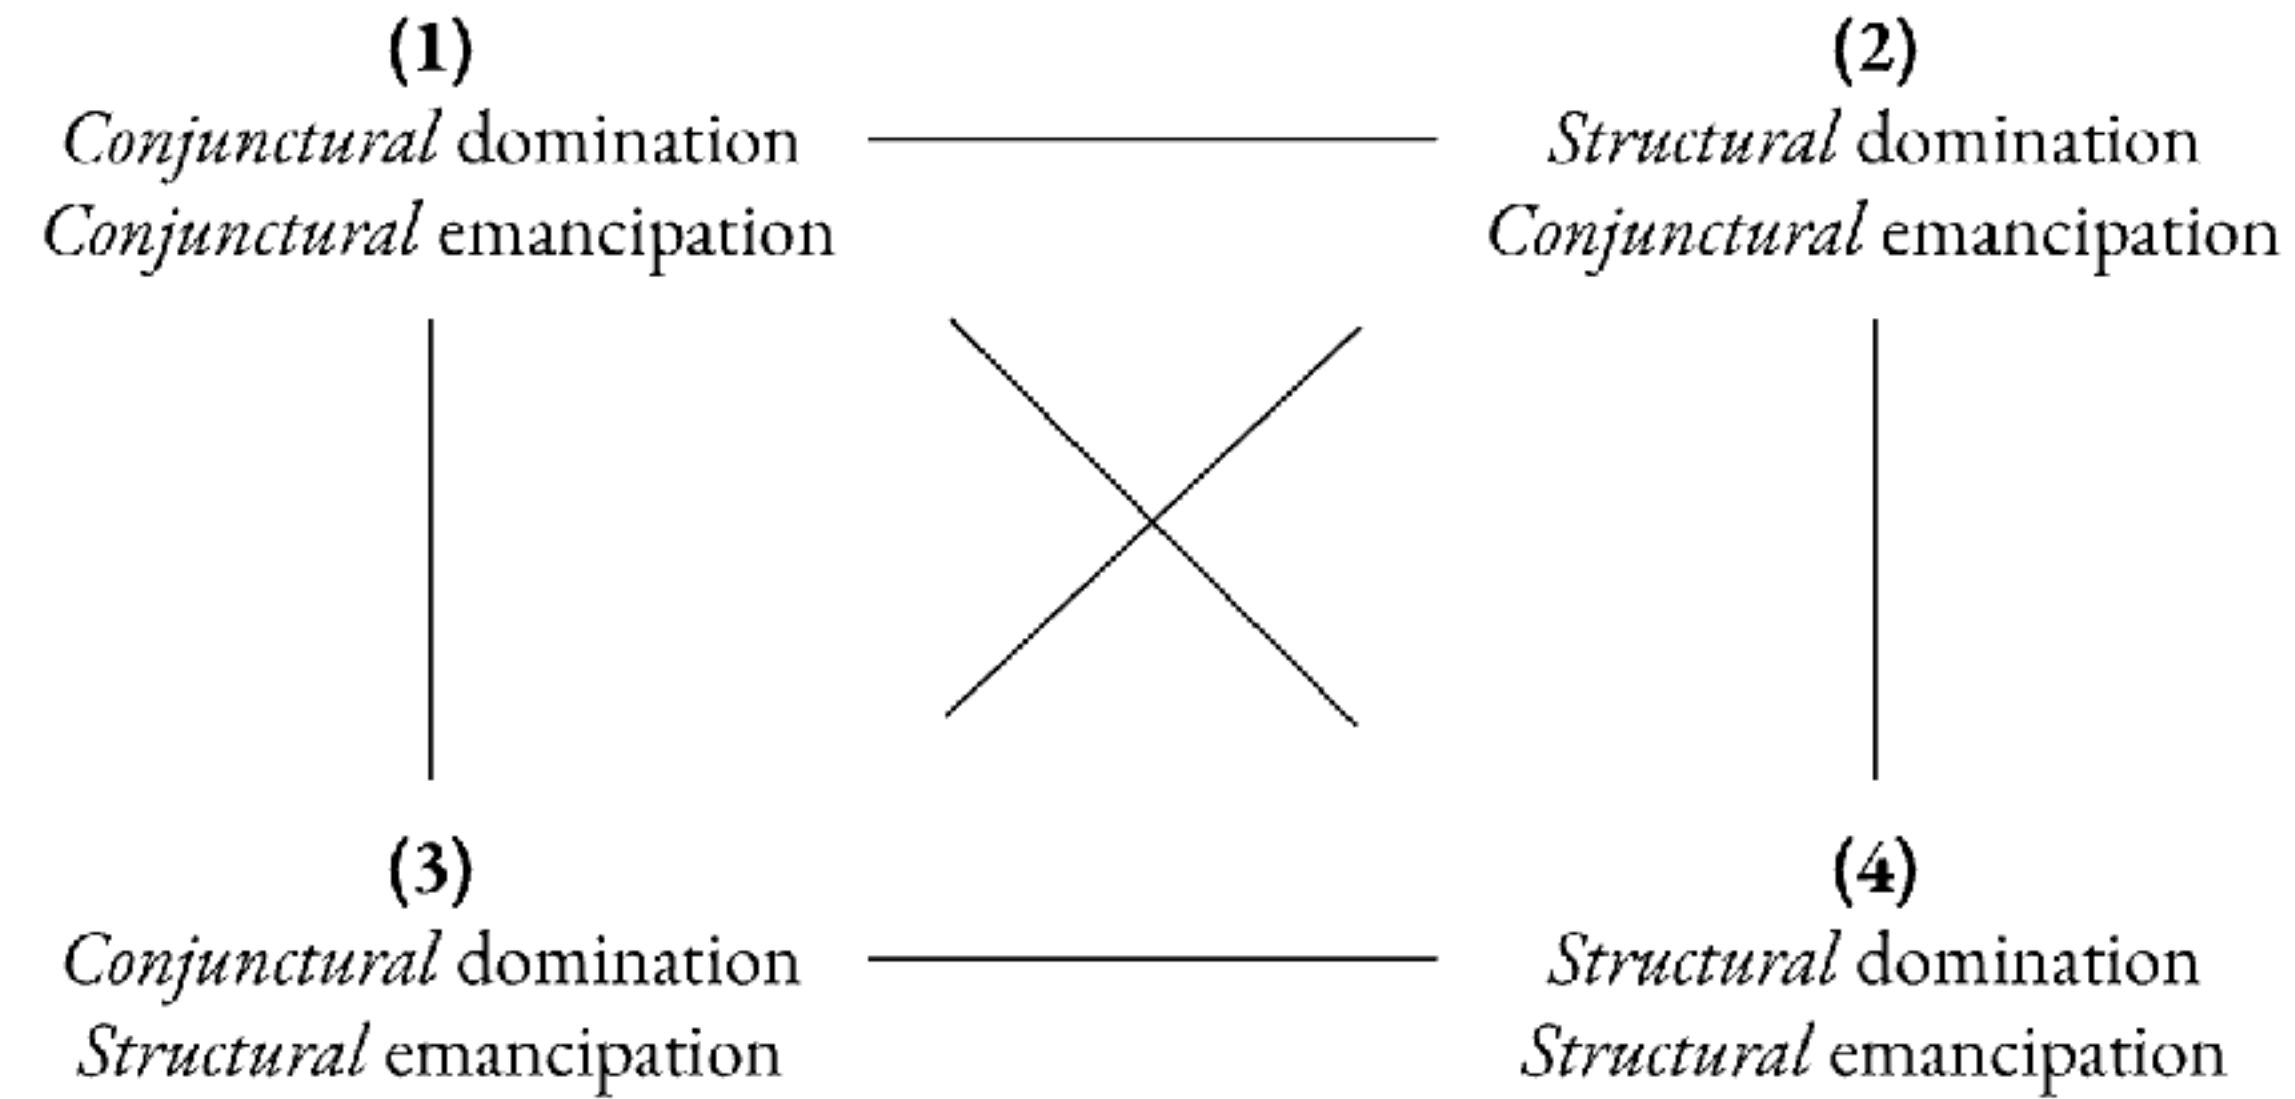 (1)
Conjunctural domination
Conjunctural emancipation
(2)
Structural domination
Conjunctural emancipation
(3)
Conjunctural domination
Structural emancipation
(4)
Structural domination
Structural emancipation